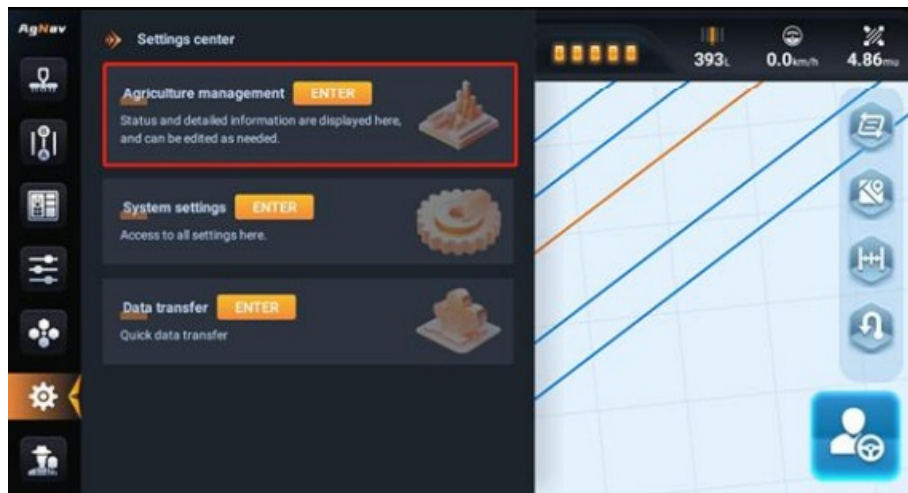 AgNav
Settings center
Agriculture management ENTER
Status and detailed information are displayed here,
and can be edited as needed.
System settings ENTER
Access to all settings here.
Data transfer ENTER
Quick data transfer
393L 0.0km/h 4.86mu